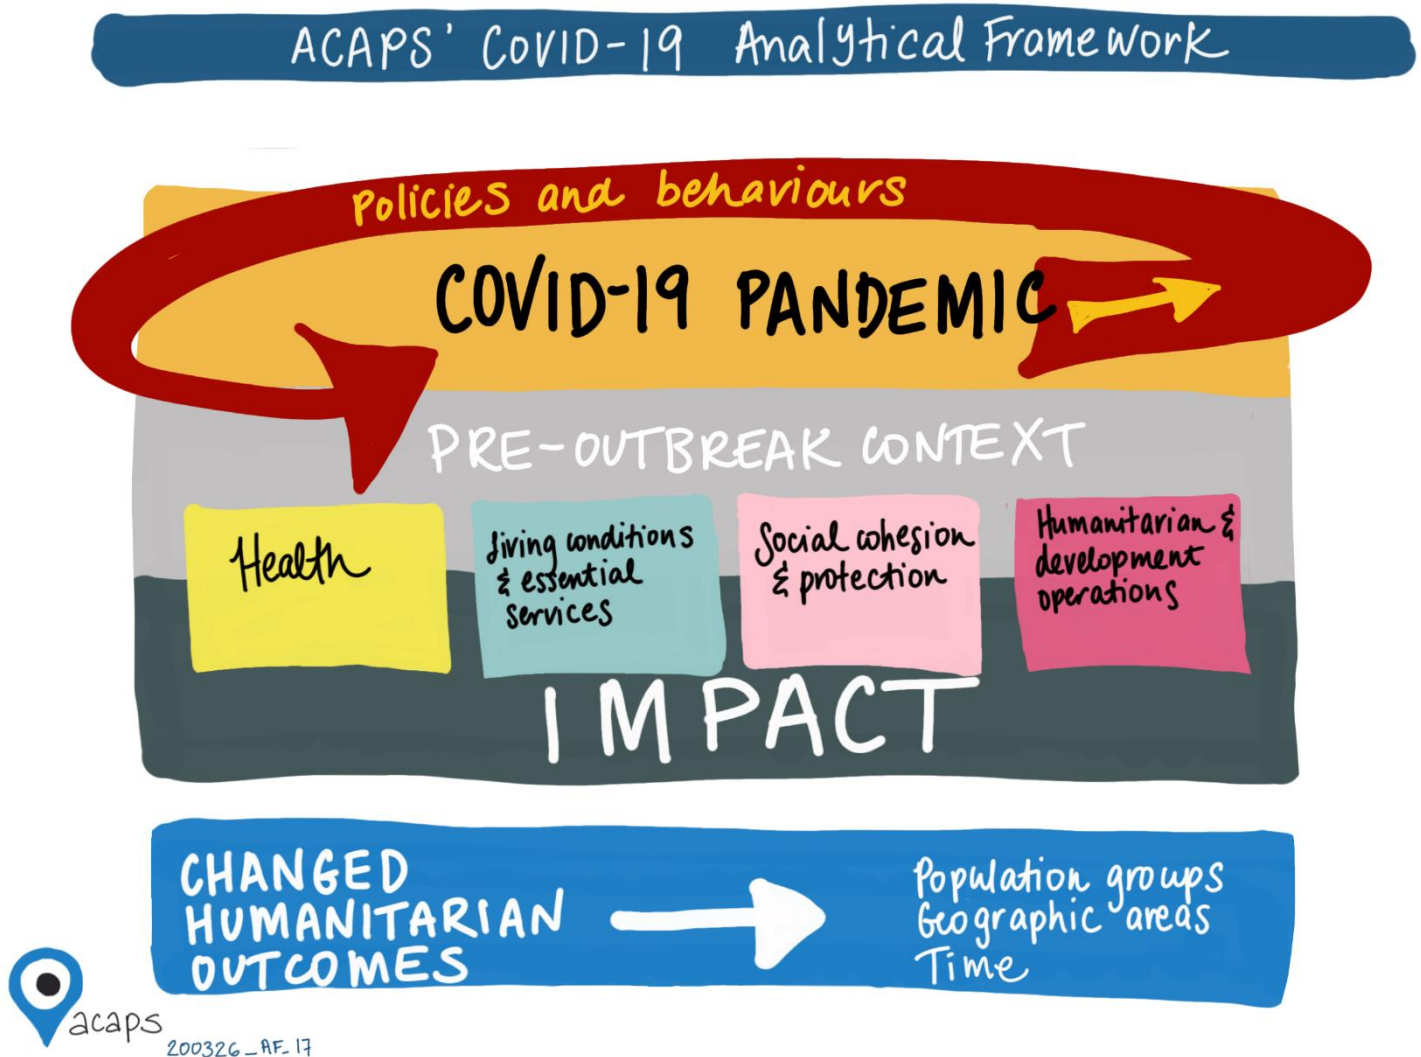 ACAPS' COVID-19 Analytical Framework
Policies and behaviours
COVID-19 PANDEMIC
PRE-OUTBREAK CONTEXT
Health
Living conditions
& essential
services
Social cohesion
& protection
Humanitarian &
development
operations
IMPACT
CHANGED
HUMANITARIAN
OUTCOMES
Population groups
Geographic areas
Time
acaps
200326_AF_17